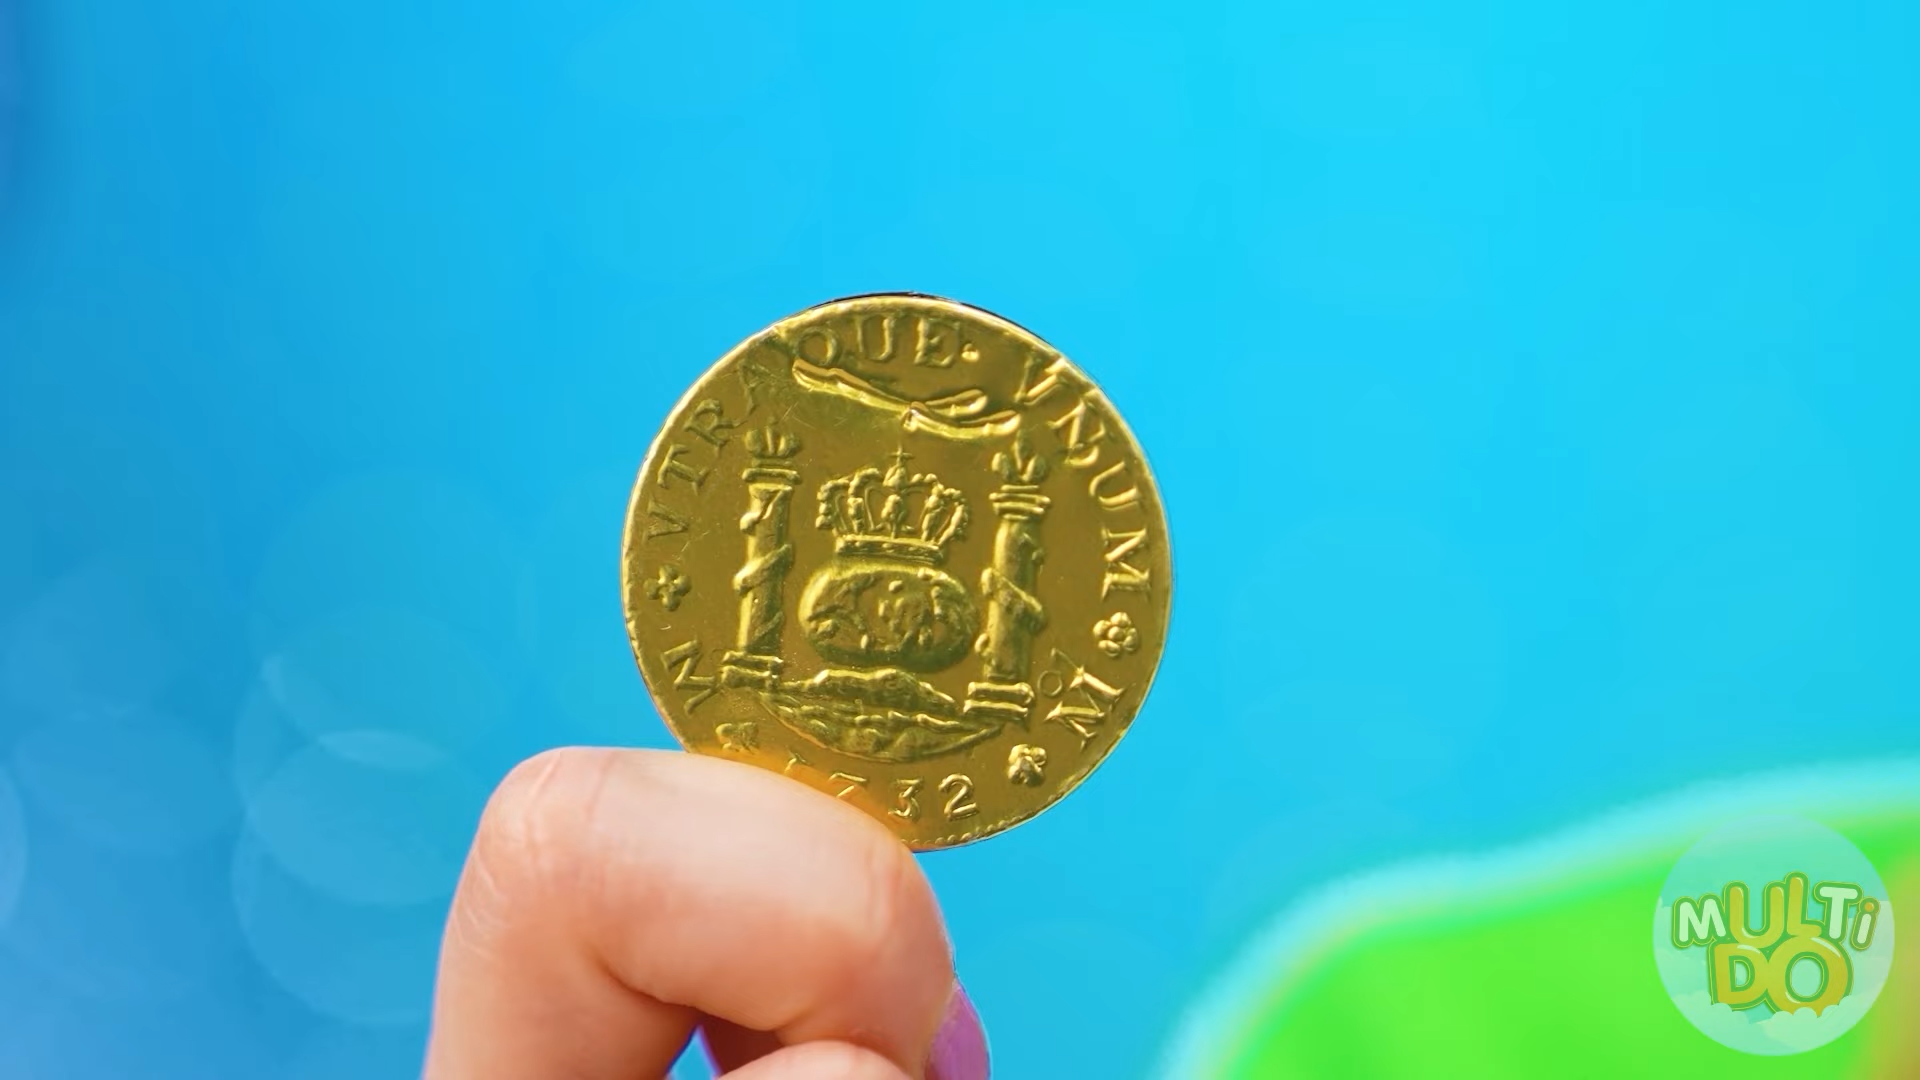 VTRAQUE VNUM
M
M
1732
MULTi
DO